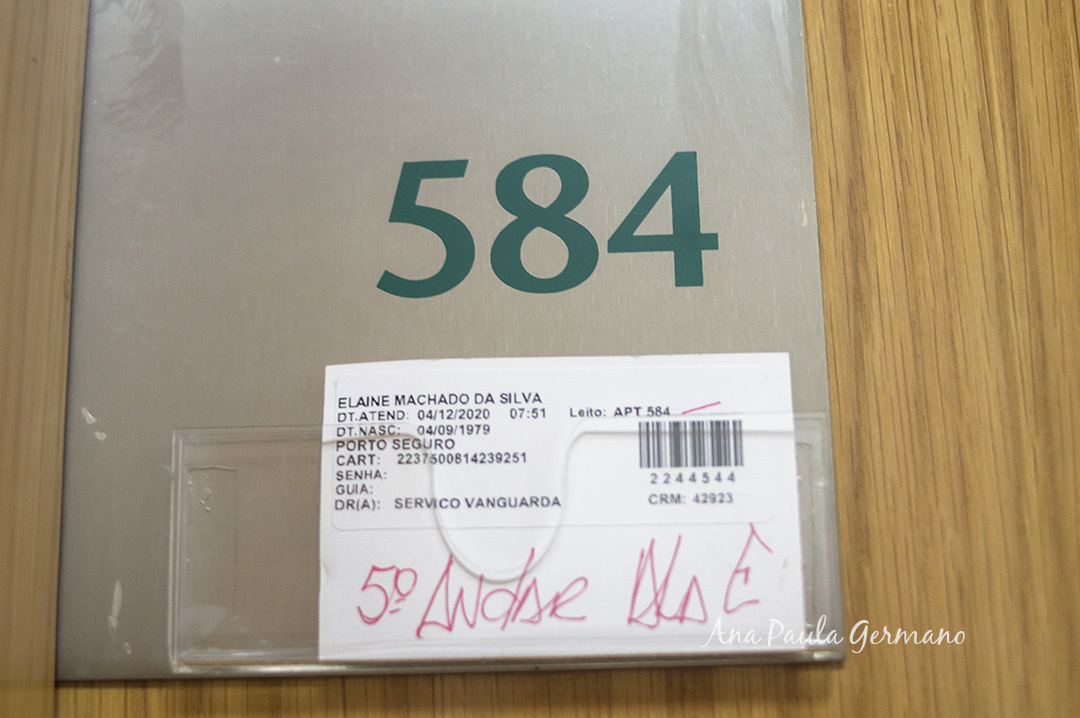 584
ELAINE MACHADO DA SILVA
DT.ATEND: 04/12/2020 07:51 Leito: APT 584
DT.NASC: 04/09/1979
PORTO SEGURO
CART: 2237500814239251
SENHA:
GUIA:
DR(A): SERVICO VANGUARDA
2244544
CRM: 42923
5º ANDAR ALA E
Ana Paula Germano